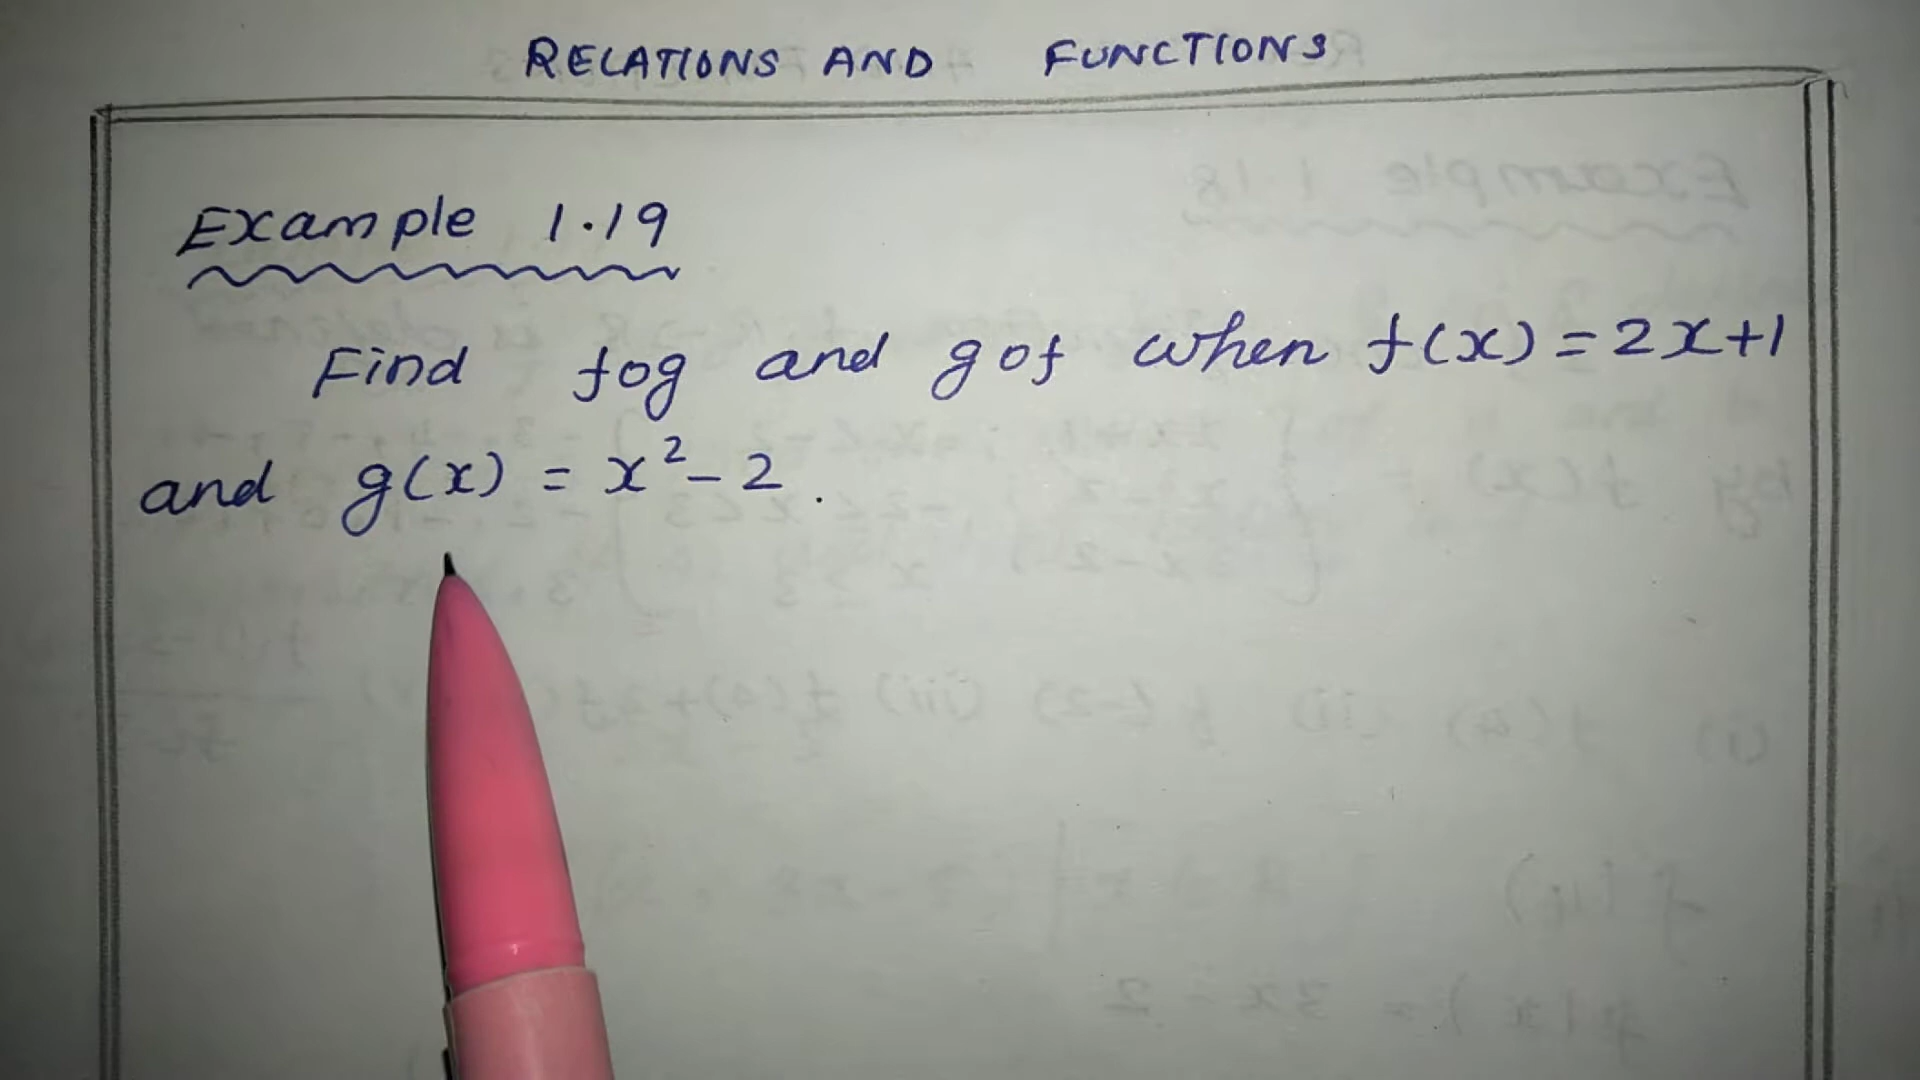 RELATIONS AND FUNCTIONS
Example 1.19
Find fog and gof when f(x) = 2x+1
and g(x) = x² - 2.